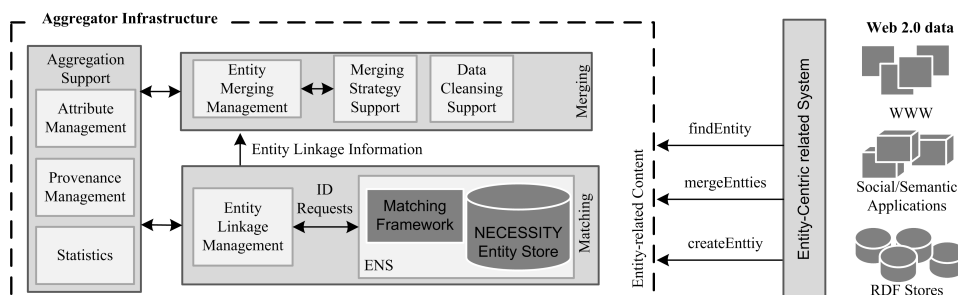 Aggregator Infrastructure
Aggregation
Support
Attribute
Management
Provenance
Management
Statistics
Entity
Merging
Management
Merging
Strategy
Support
Data
Cleansing
Support
Merging
Entity Linkage Information
Entity
Linkage
Management
ID
Requests
Matching
Framework
NECESSITY
Entity Store
ENS
Matching
Entity-related Content
findEntity
mergeEntties
createEnttiy
Entity-Centric related System
Web 2.0 data
WWW
Social/Semantic
Applications
RDF Stores